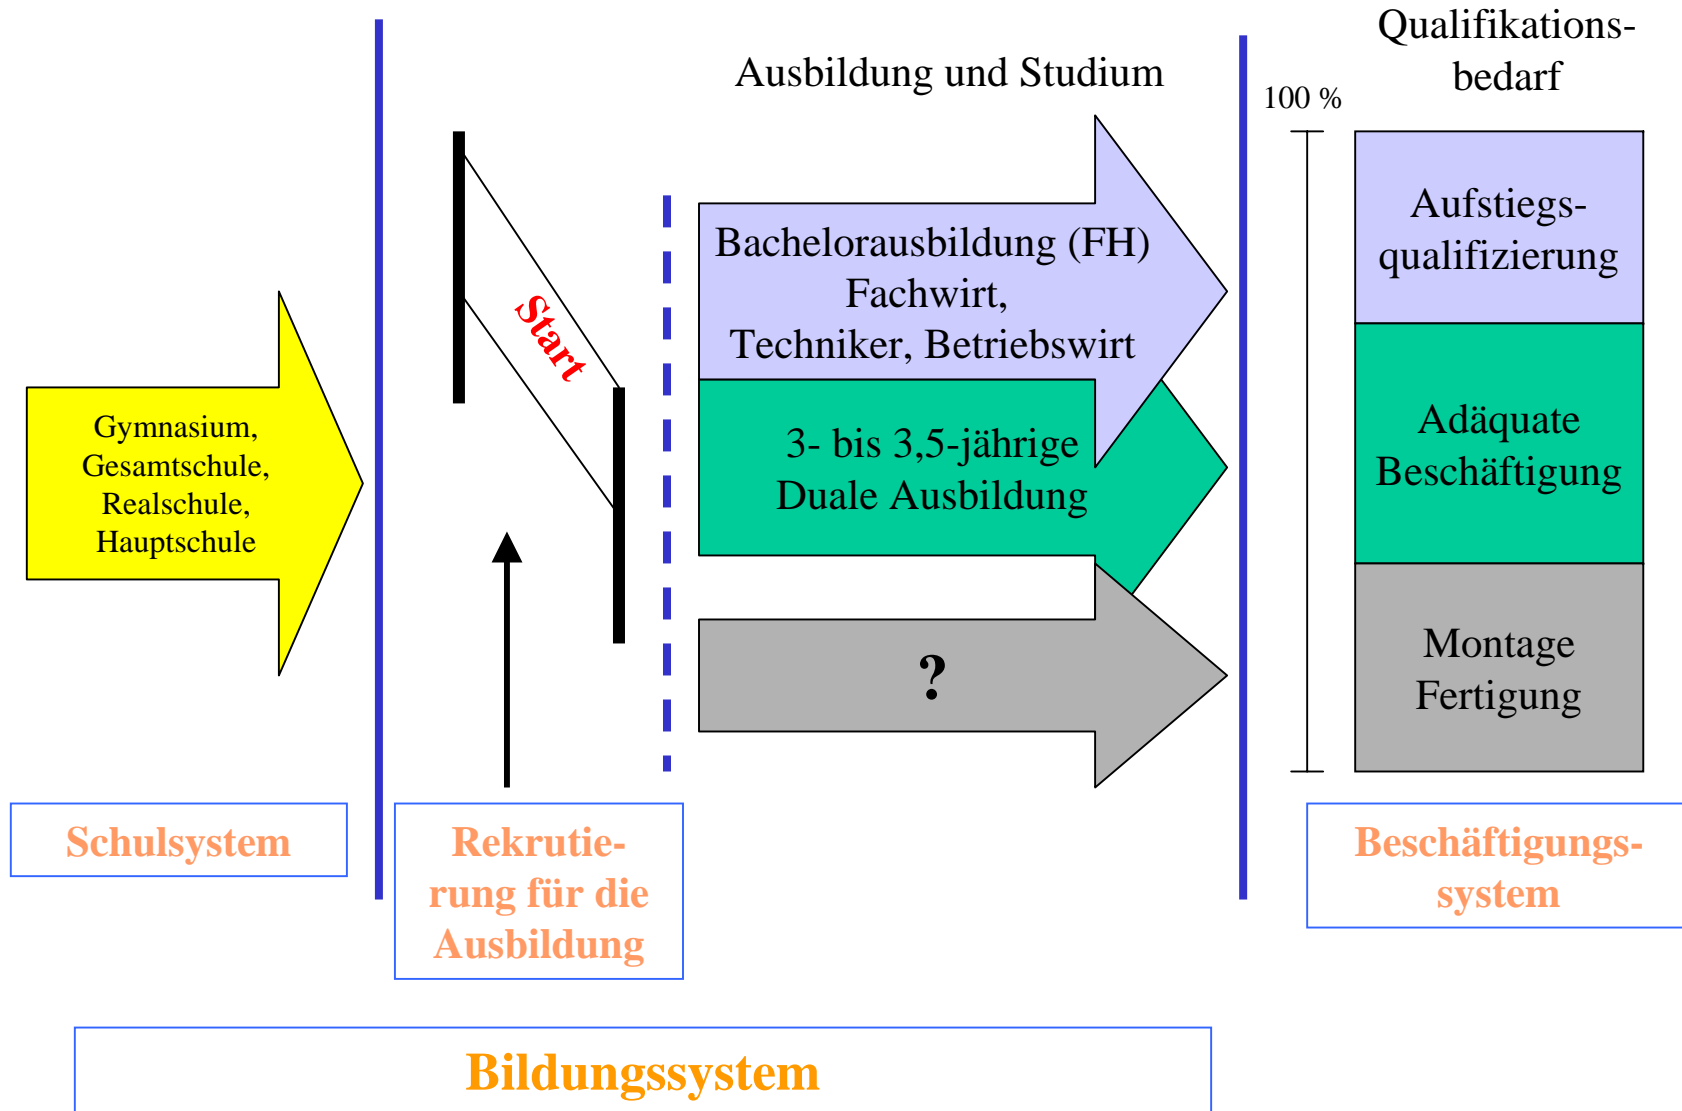 Qualifikations-
bedarf
Ausbildung und Studium
100 %
Gymnasium,
Gesamtschule,
Realschule,
Hauptschule
Start
Bachelorausbildung (FH)
Fachwirt,
Techniker, Betriebswirt
3- bis 3,5-jährige
Duale Ausbildung
?
Aufstiegs-
qualifizierung
Adäquate
Beschäftigung
Montage
Fertigung
Schulsystem
Rekrutie-
rung für die
Ausbildung
Beschäftigungs-
system
Bildungssystem